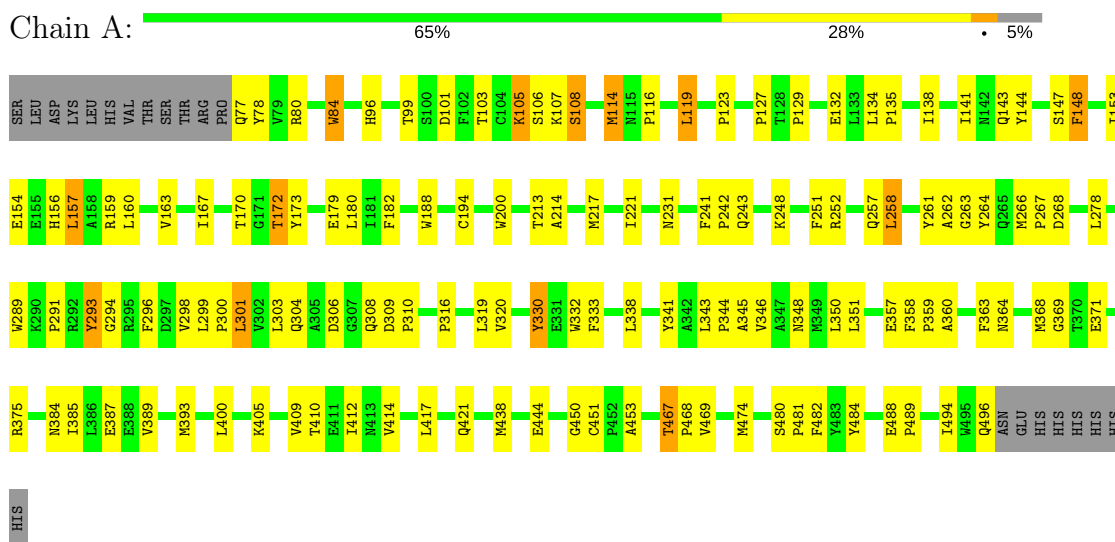 Chain A:
65% 28% • 5%
SER LEU ASP LYS LEU HIS VAL THR SER THR ARG PRO Q77 Y78 V79 R80 W84 H96 T99 S100 D101 F102 T103 C104 K105 S106 K107 S108 M114 N115 P116 L119 P123 P127 T128 P129 E132 L133 L134 P135 I138 I141 N142 Q143 Y144 S147 F148 I153
E154 E155 H156 L157 A158 R159 L160 V163 I167 T170 G171 T172 Y173 E179 L180 I181 F182 W188 C194 W200 T213 A214 M217 I221 N231 F241 P242 Q243 K248 F251 R252 Q257 L258 Y261 A262 G263 Y264 Q265 M266 P267 D268 L278
W289 K290 P291 R292 Y293 G294 R295 F296 D297 V298 L299 P300 L301 V302 L303 Q304 A305 D306 G307 Q308 D309 P310 P316 L319 V320 Y330 E331 W332 F333 L338 Y341 A342 L343 P344 A345 V346 A347 N348 M349 L350 L351 E357 F358 P359 A360 F363 N364 M368 G369 T370 E371
R375 N384 I385 L386 E387 E388 V389 M393 L400 K405 V409 T410 E411 I412 N413 V414 L417 Q421 M438 E444 G450 C451 P452 A453 T467 P468 V469 M474 S480 P481 F482 Y483 Y484 E488 P489 I494 W495 Q496 ASN GLU HIS HIS HIS HIS HIS
HIS